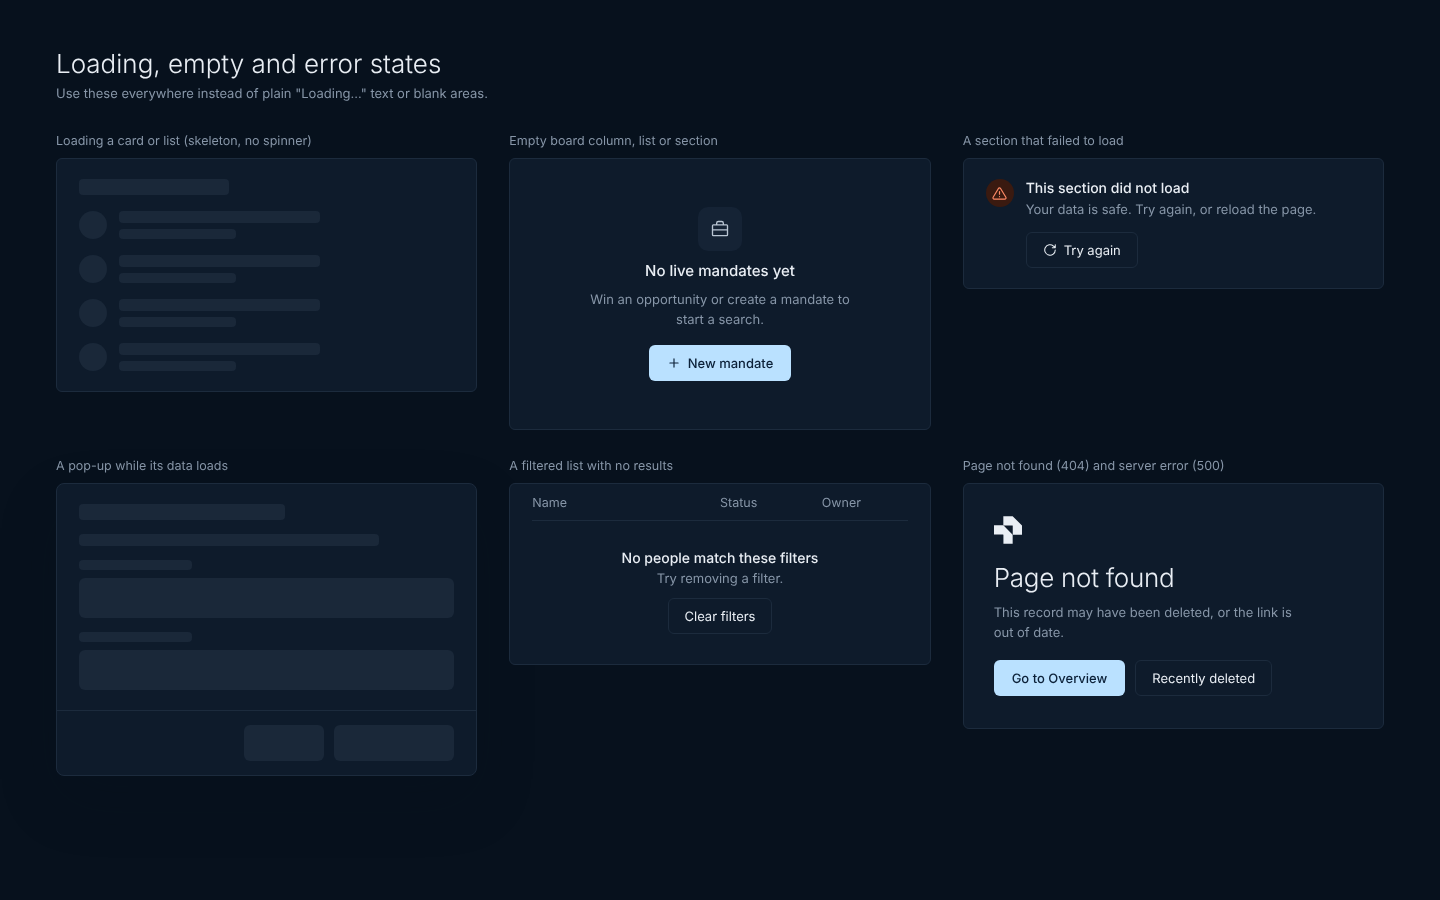 Loading, empty and error states
Use these everywhere instead of plain "Loading..." text or blank areas.
Loading a card or list (skeleton, no spinner)
Empty board column, list or section
No live mandates yet
Win an opportunity or create a mandate to
start a search.
New mandate
A section that failed to load
This section did not load
Your data is safe. Try again, or reload the page.
Try again
A pop-up while its data loads
A filtered list with no results
Name Status Owner
No people match these filters
Try removing a filter.
Clear filters
Page not found (404) and server error (500)
Page not found
This record may have been deleted, or the link is
out of date.
Go to Overview Recently deleted